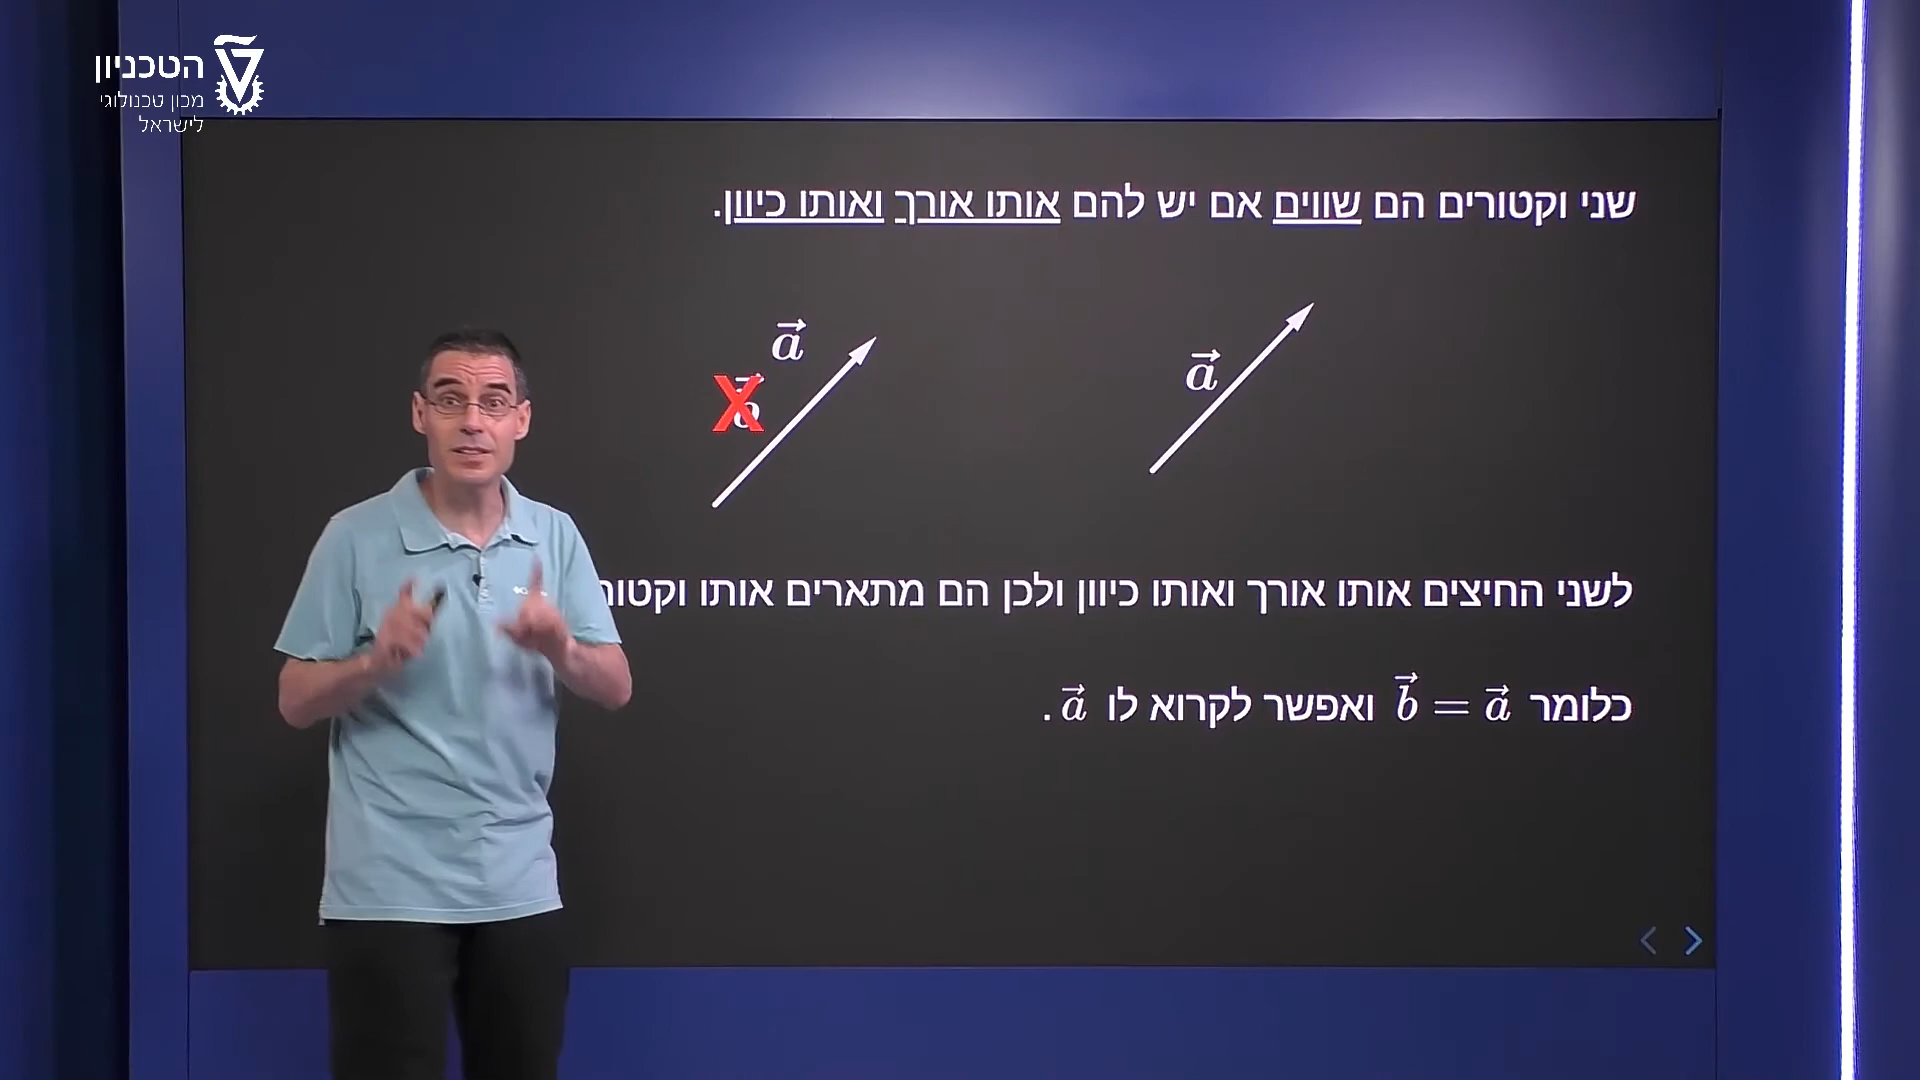 הטכניון
מכון טכנולוגי
לישראל
שני וקטורים הם שווים אם יש להם אותו אורך ואותו כיוון.
a⃗
a⃗
לשני החיצים אותו אורך ואותו כיוון ולכן הם מתארים אותו
כלומר b⃗ = a⃗ ואפשר לקרוא לו a⃗ .